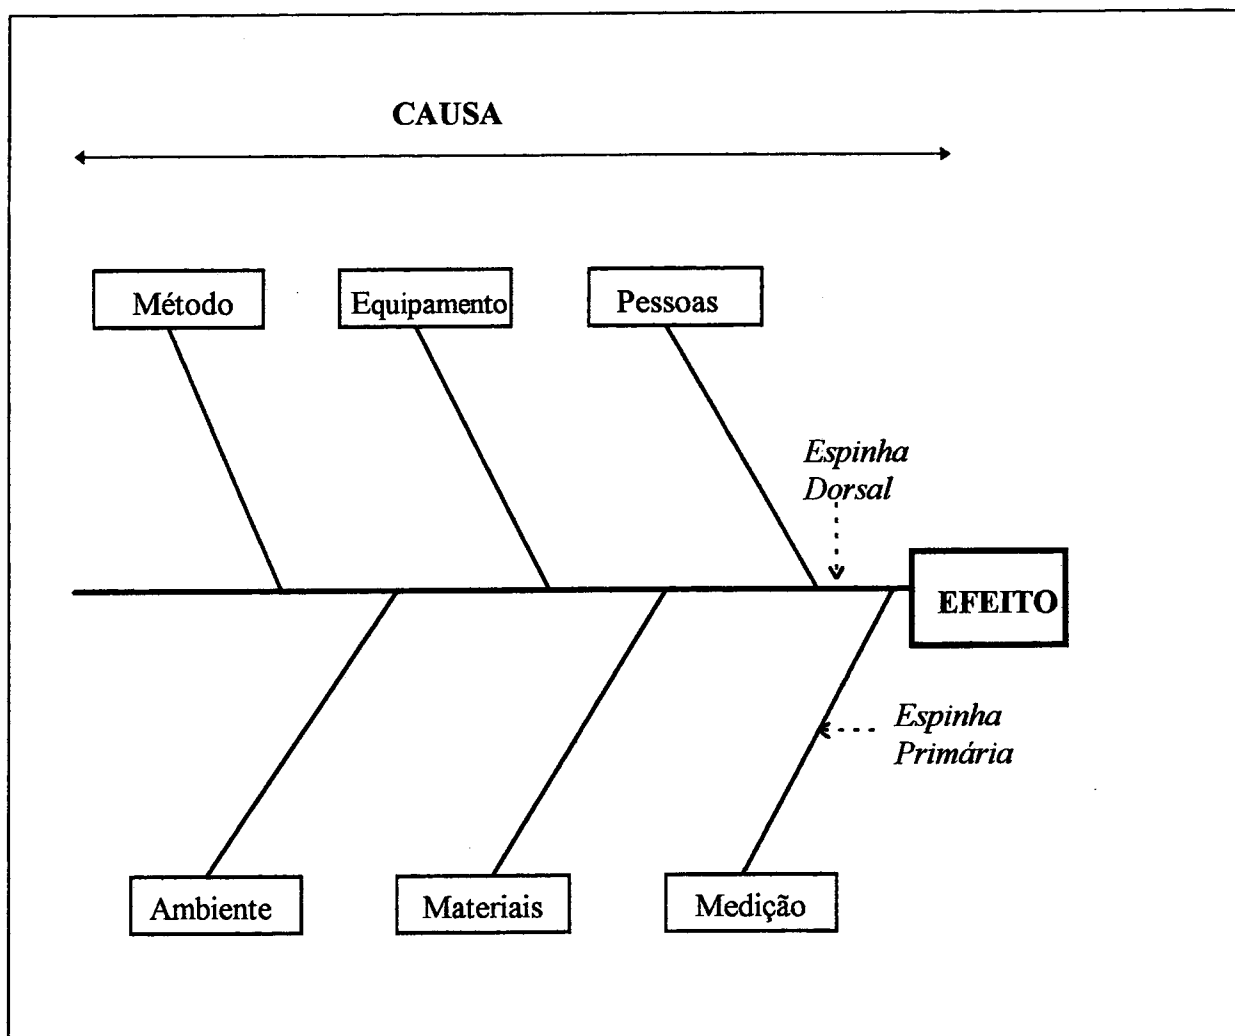 CAUSA
Método
Equipamento
Pessoas
Espinha
Dorsal
EFEITO
Espinha
Primária
Ambiente
Materiais
Medição